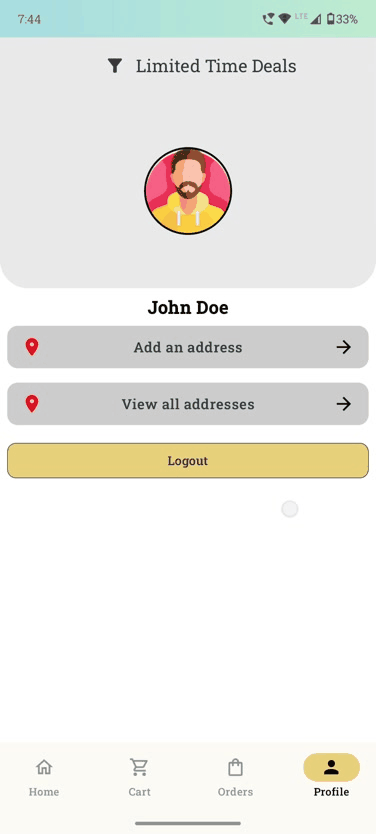 7:44
LTE
33%
Limited Time Deals
John Doe
Add an address
View all addresses
Logout
Home
Cart
Orders
Profile